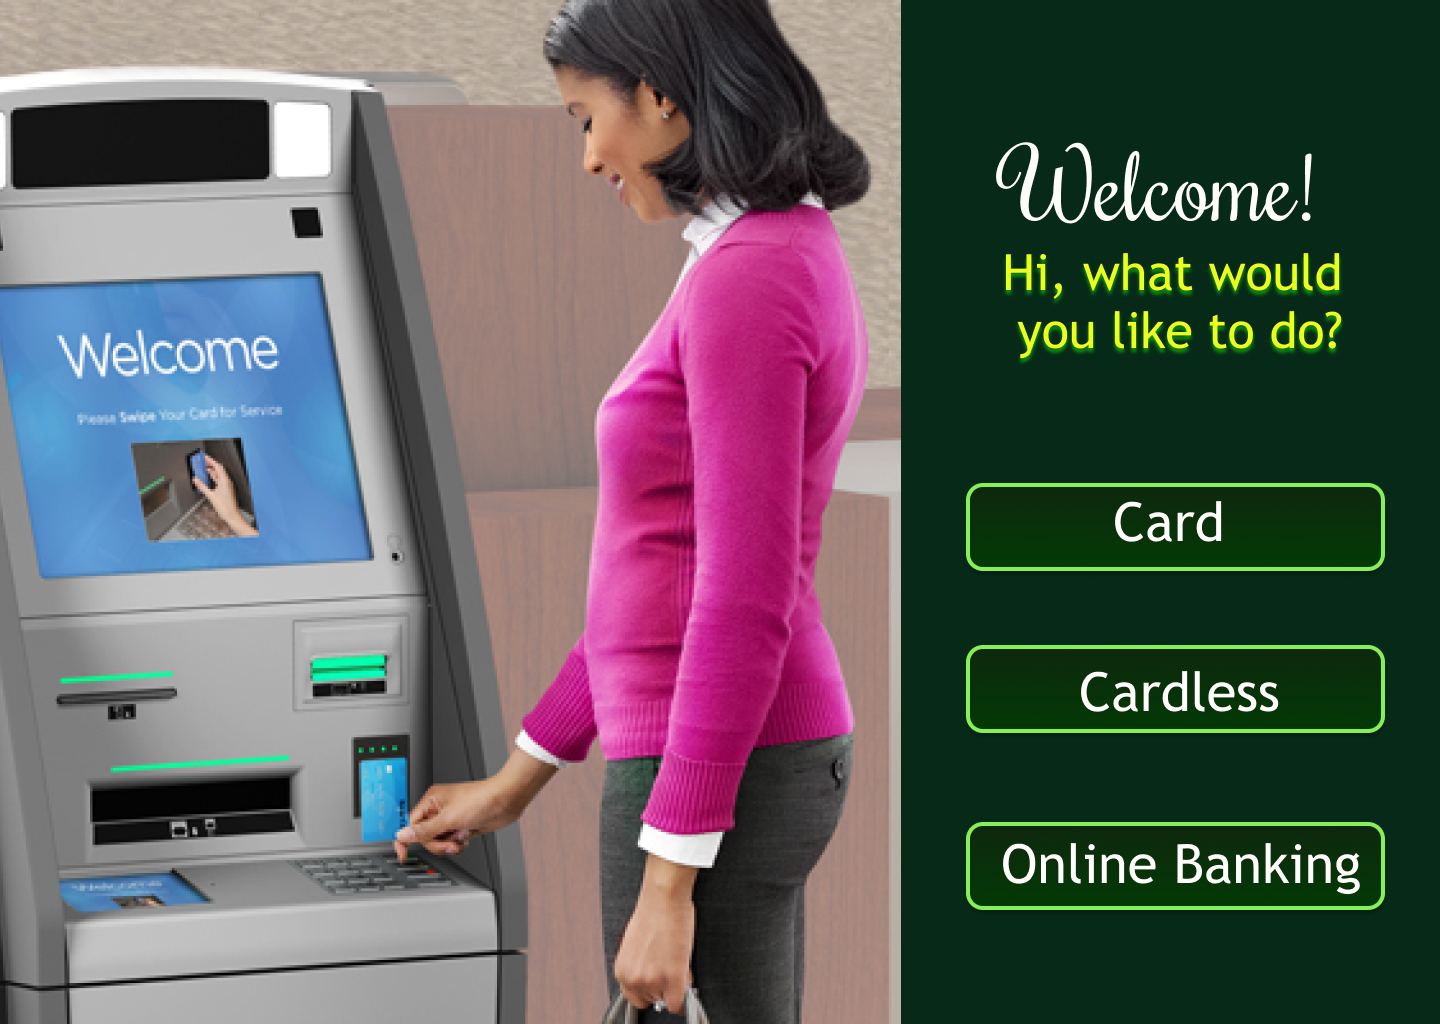 Welcome
Please Swipe Your Card for Service
Welcome
Welcome!
Hi, what would
you like to do?
Card
Cardless
Online Banking